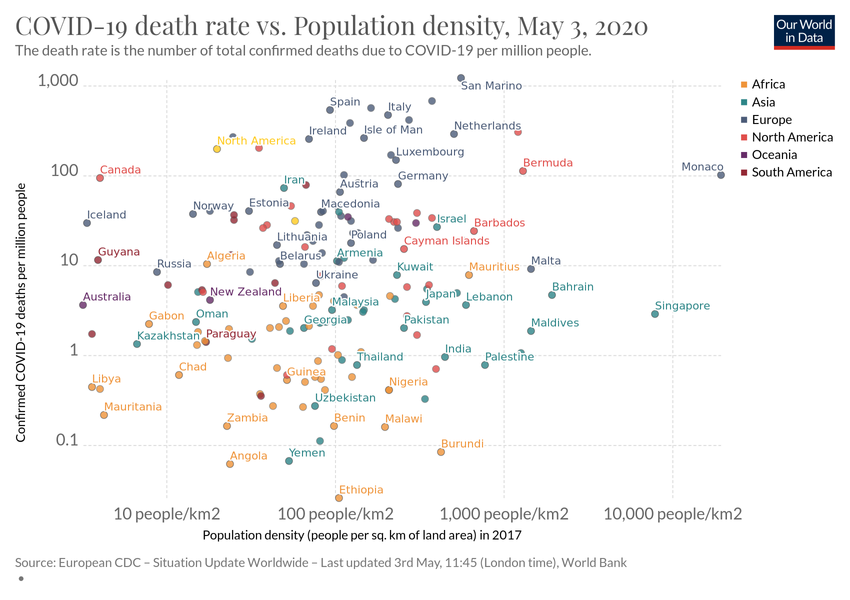 COVID-19 death rate vs. Population density, May 3, 2020
The death rate is the number of total confirmed deaths due to COVID-19 per million people.
Our World
in Data
1,000
100
10
1
0.1
Confirmed COVID-19 deaths per million people
San Marino
Spain
Italy
Ireland
Isle of Man
Netherlands
North America
Luxembourg
Canada
Iran
Austria
Germany
Bermuda
Monaco
Iceland
Norway
Estonia
Macedonia
Israel
Barbados
Lithuania
Poland
Cayman Islands
Guyana
Algeria
Belarus
Armenia
Russia
Ukraine
Kuwait
Mauritius
Malta
Australia
New Zealand
Liberia
Malaysia
Japan
Lebanon
Bahrain
Singapore
Gabon
Oman
Georgia
Pakistan
Maldives
Kazakhstan
Paraguay
Thailand
India
Palestine
Libya
Chad
Guinea
Nigeria
Mauritania
Uzbekistan
Zambia
Benin
Malawi
Angola
Yemen
Burundi
Ethiopia
Africa
Asia
Europe
North America
Oceania
South America
10 people/km2
100 people/km2
1,000 people/km2
10,000 people/km2
Population density (people per sq. km of land area) in 2017
Source: European CDC – Situation Update Worldwide – Last updated 3rd May, 11:45 (London time), World Bank